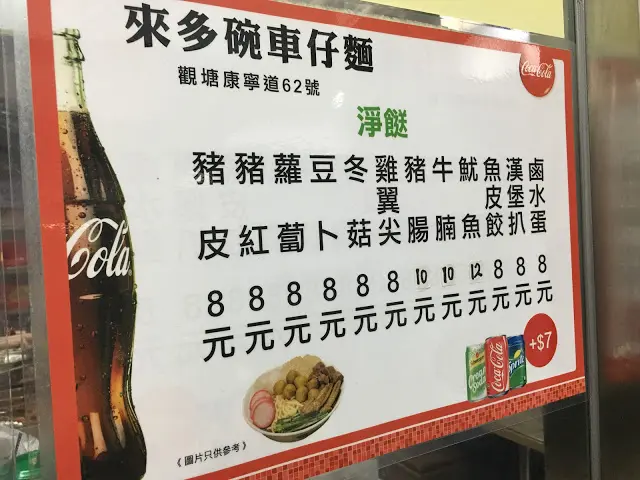 來多碗車仔麵
觀塘康寧道62號
淨餸
鹵水蛋8元
漢堡扒8元
魚皮餃8元
魷魚12元
牛腩10元
豬腸10元
雞翼尖8元
冬菇8元
豆卜8元
蘿蔔8元
豬紅8元
豬皮8元
+$7
《圖片只供參考》
Coca-Cola
Cola
Coca-Cola
Sprite